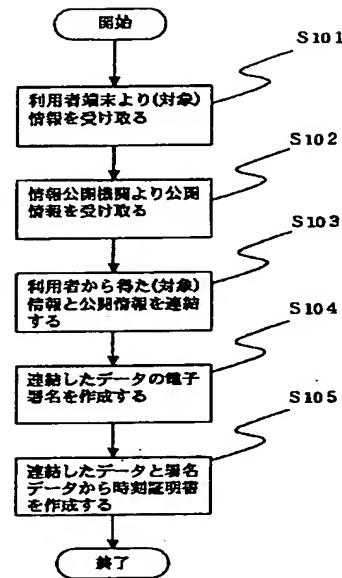 開始
S101
利用者端末より(対象)
情報を受け取る
S102
情報公開機関より公開
情報を受け取る
S103
利用者から得た(対象)
情報と公開情報を連結
する
S104
連結したデータの電子
署名を作成する
S105
連結したデータと署名
データから時刻証明書
を作成する
終了